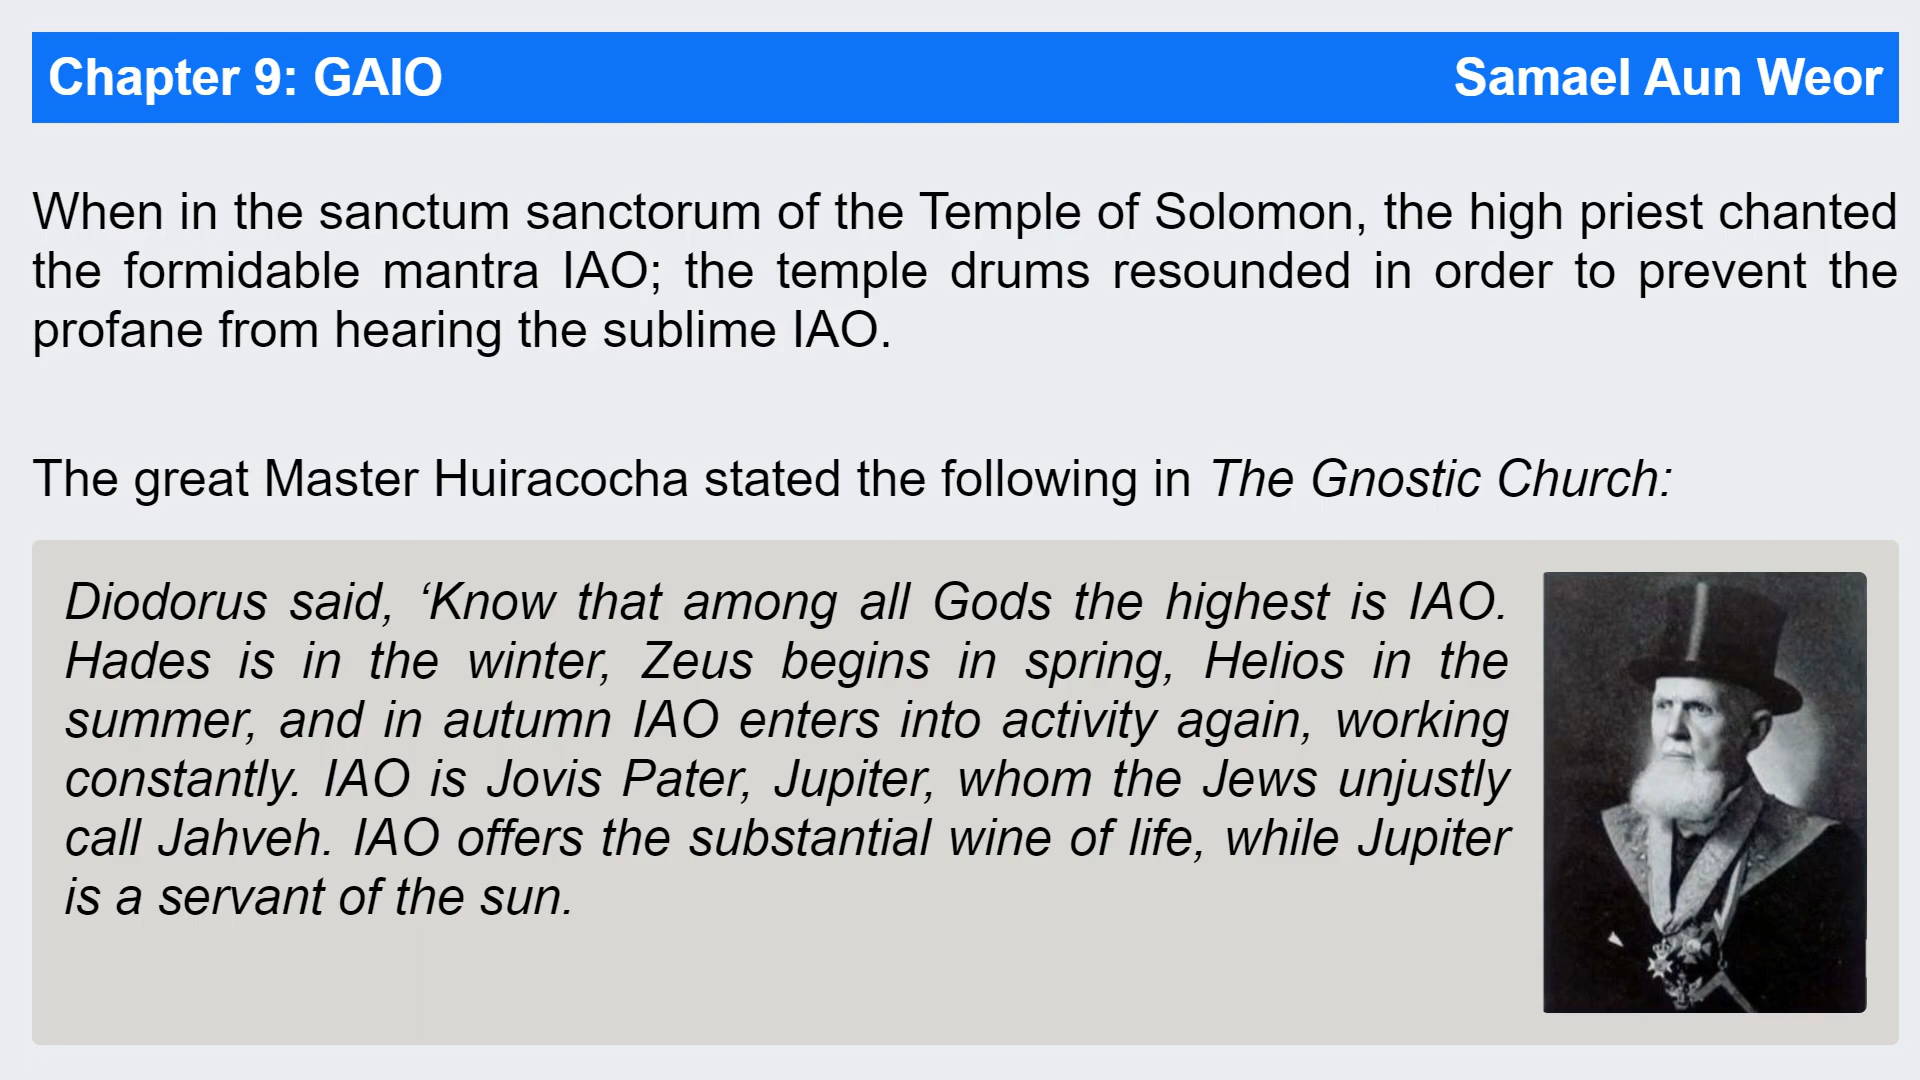 Chapter 9: GAIO
Samael Aun Weor
When in the sanctum sanctorum of the Temple of Solomon, the high priest chanted
the formidable mantra IAO; the temple drums resounded in order to prevent the
profane from hearing the sublime IAO.
The great Master Huiracocha stated the following in The Gnostic Church:
Diodorus said, ‘Know that among all Gods the highest is IAO.
Hades is in the winter, Zeus begins in spring, Helios in the
summer, and in autumn IAO enters into activity again, working
constantly. IAO is Jovis Pater, Jupiter, whom the Jews unjustly
call Jahveh. IAO offers the substantial wine of life, while Jupiter
is a servant of the sun.